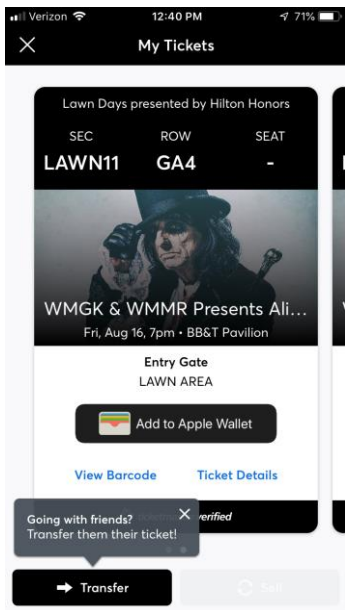 Verizon 12:40 PM 71%
My Tickets
Lawn Days presented by Hilton Honors
SEC ROW SEAT
LAWN11 GA4 -
WMGK & WMMR Presents Ali...
Fri, Aug 16, 7pm • BB&T Pavilion
Entry Gate
LAWN AREA
Add to Apple Wallet
View Barcode Ticket Details
Going with friends?
verified
Transfer them their ticket!
Transfer Sell